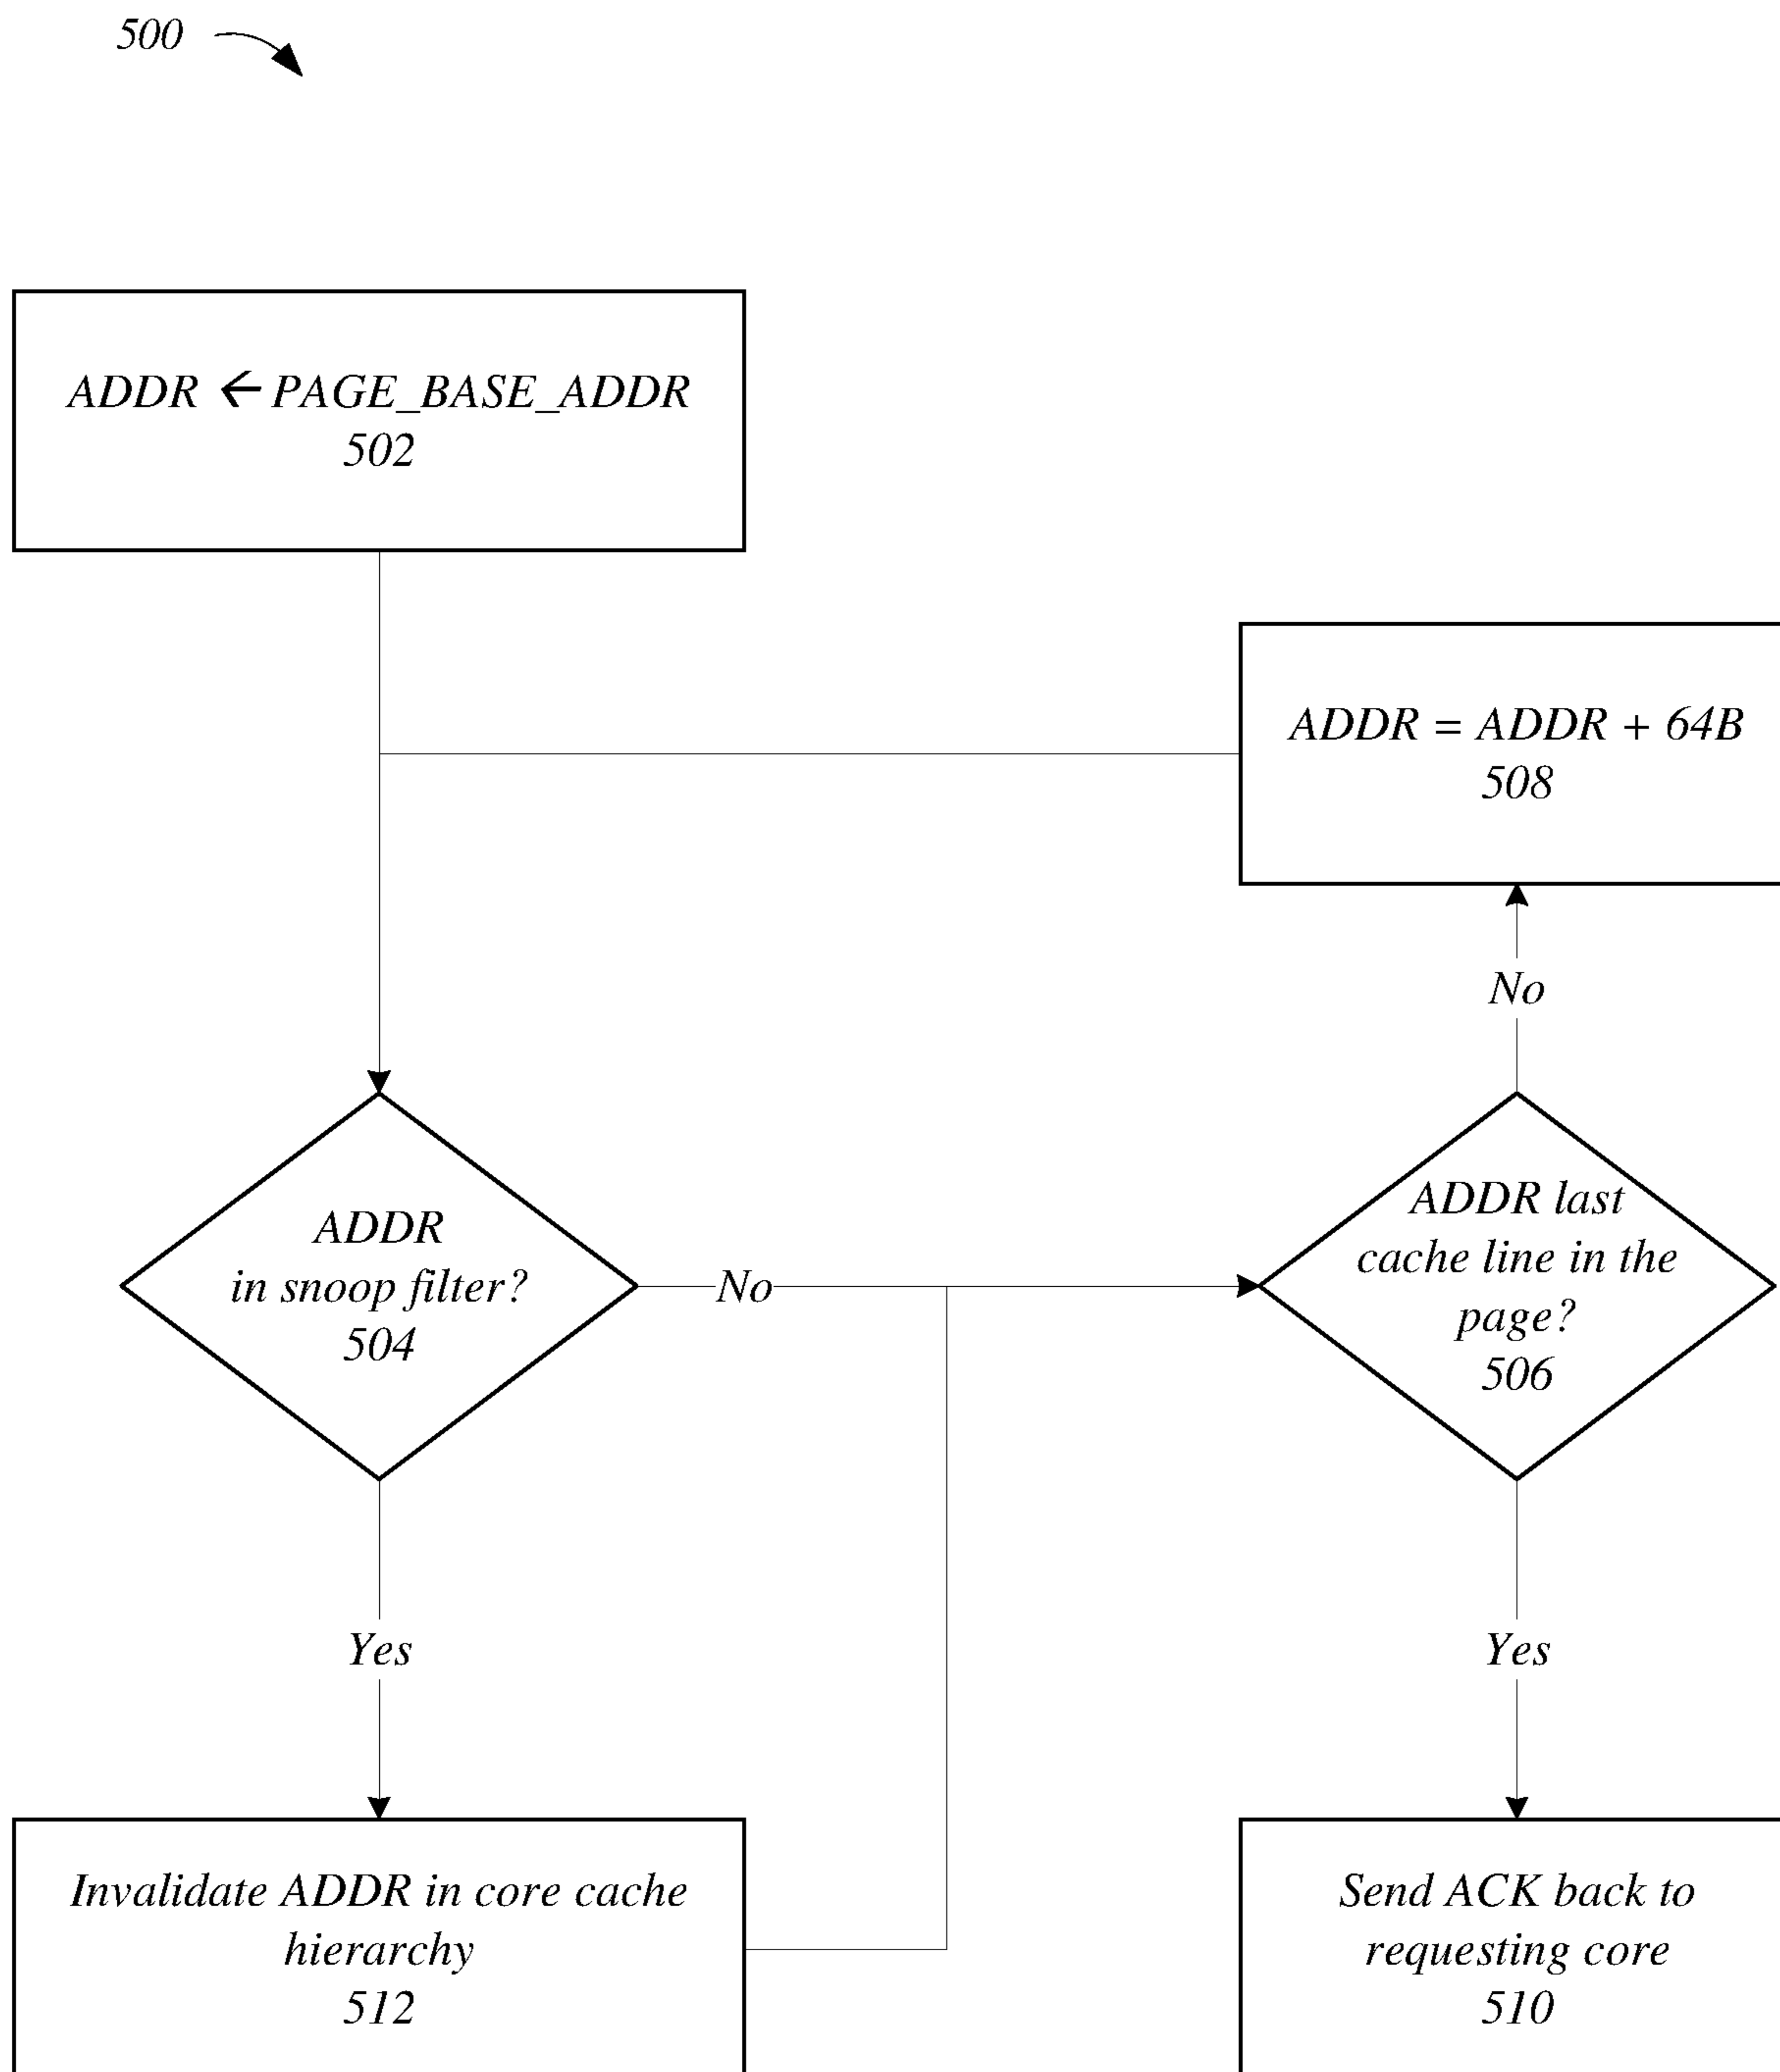 500
ADDR ← PAGE_BASE_ADDR
502
ADDR = ADDR + 64B
508
No
ADDR
in snoop filter?
504
No
ADDR last
cache line in the
page?
506
Yes
Yes
Invalidate ADDR in core cache
hierarchy
512
Send ACK back to
requesting core
510